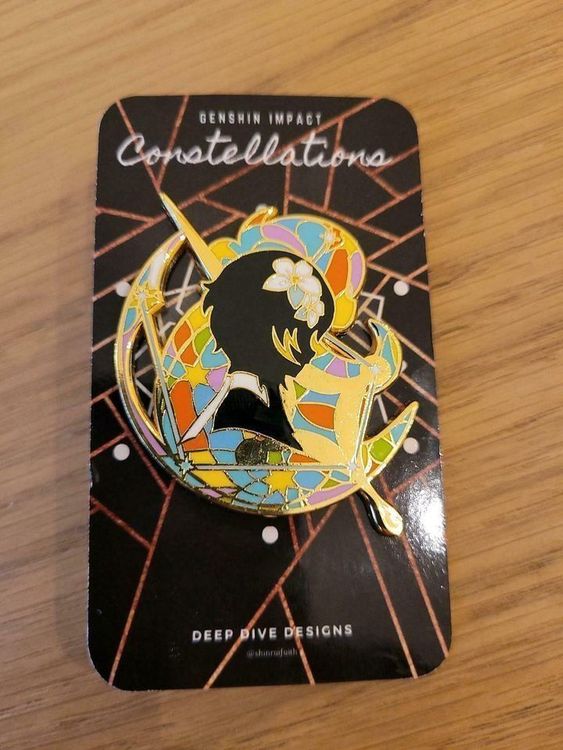 GENSHIN IMPACT
Constellations
DEEP DIVE DESIGNS